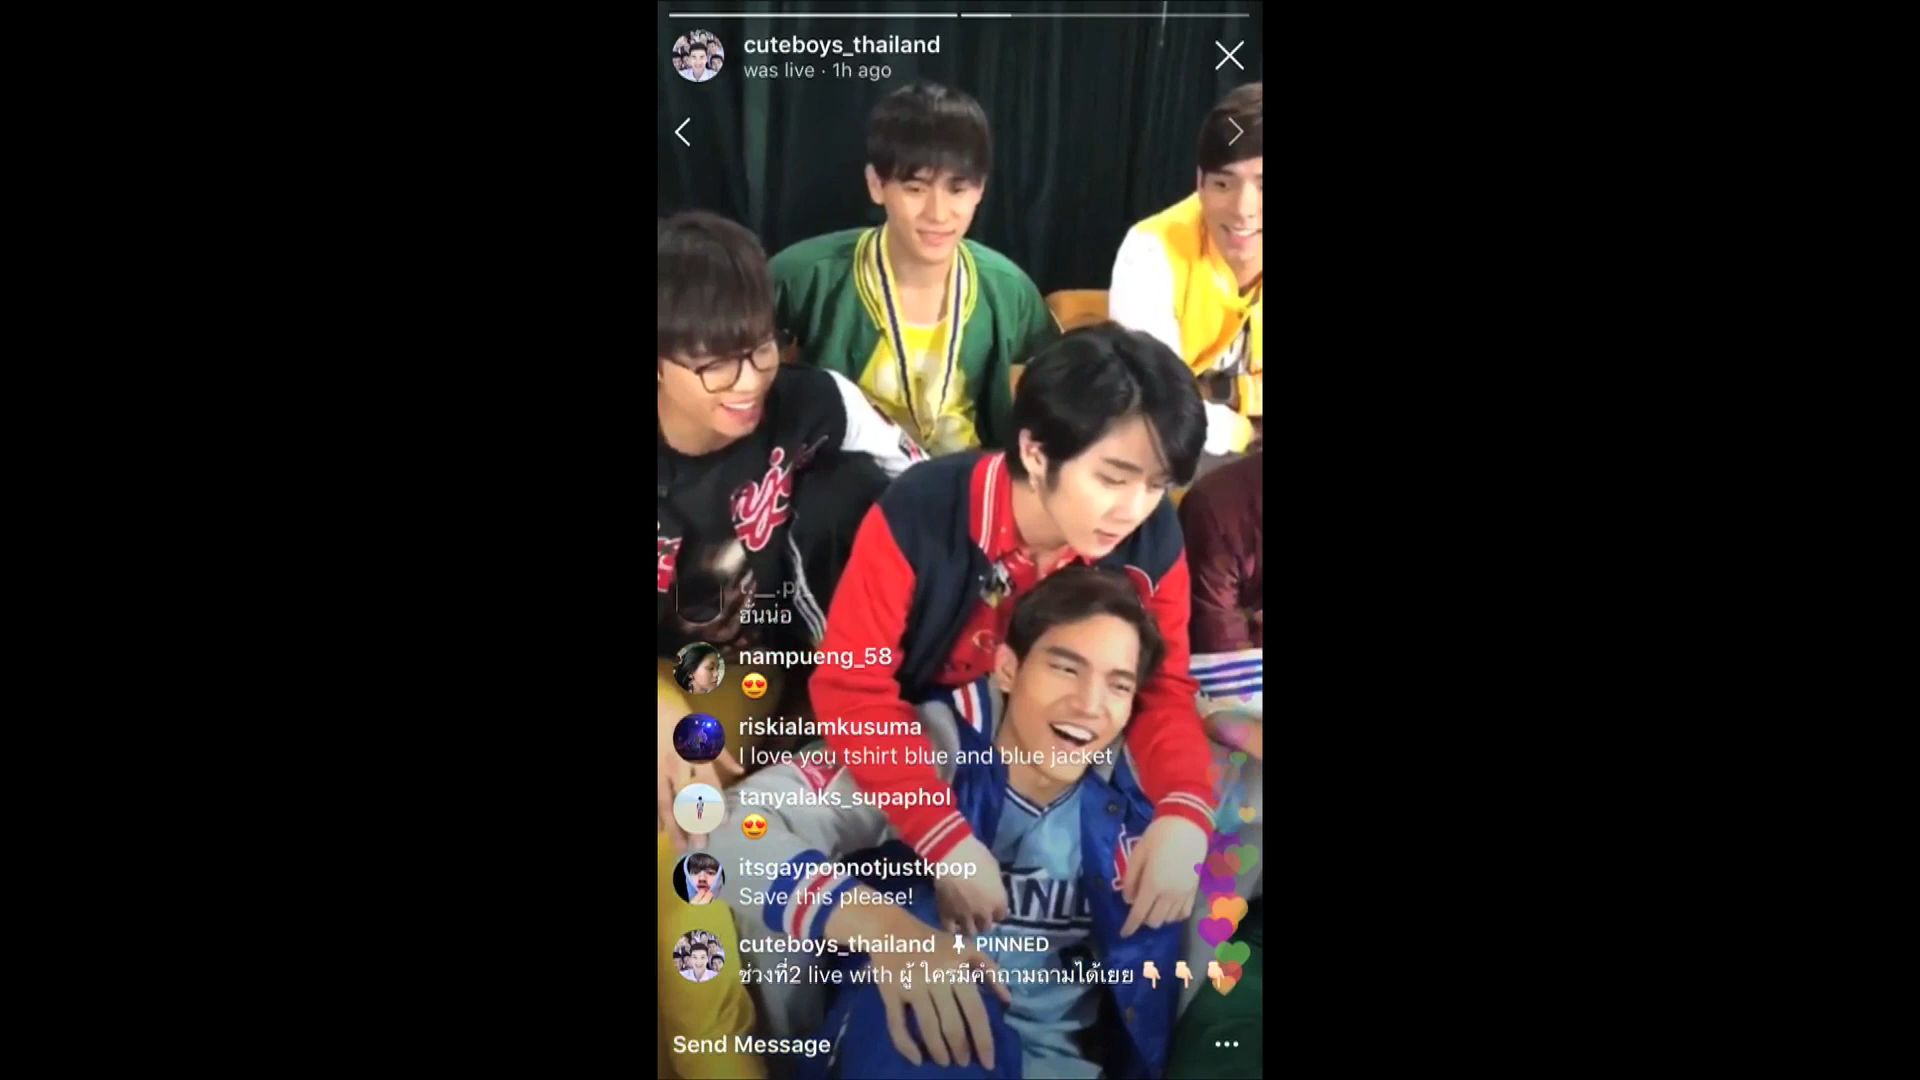 cuteboys_thailand
was live · 1h ago
ฮั่นน่อ
nampueng_58
😍
riskialamkusuma
I love you tshirt blue and blue jacket
tanyalaks_supaphol
😍
itsgaypopnotjustkpop
Save this please!
cuteboys_thailand PINNED
ช่วงที่2 live with ผู้ ใครมีคำถามถามได้เยย👇🏻👇🏻👇🏻
Send Message